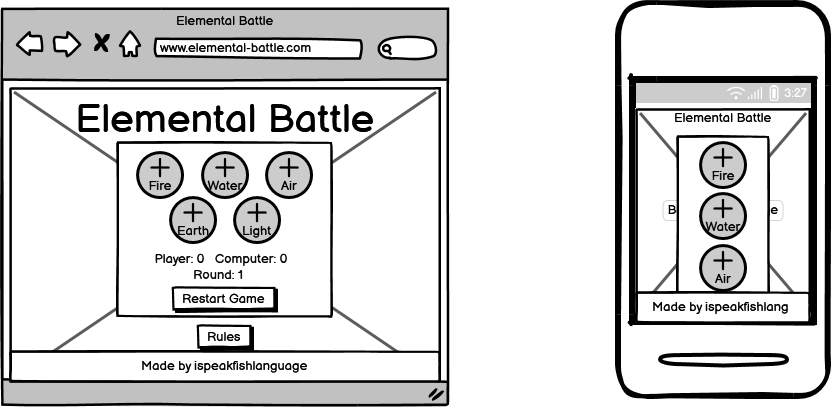 Elemental Battle
www.elemental-battle.com
Elemental Battle
Fire Water Air
Earth Light
Player: 0 Computer: 0
Round: 1
Restart Game
Rules
Made by ispeakfishlanguage
3:27
Elemental Battle
Fire
B e
Water
Air
Made by ispeakfishlang